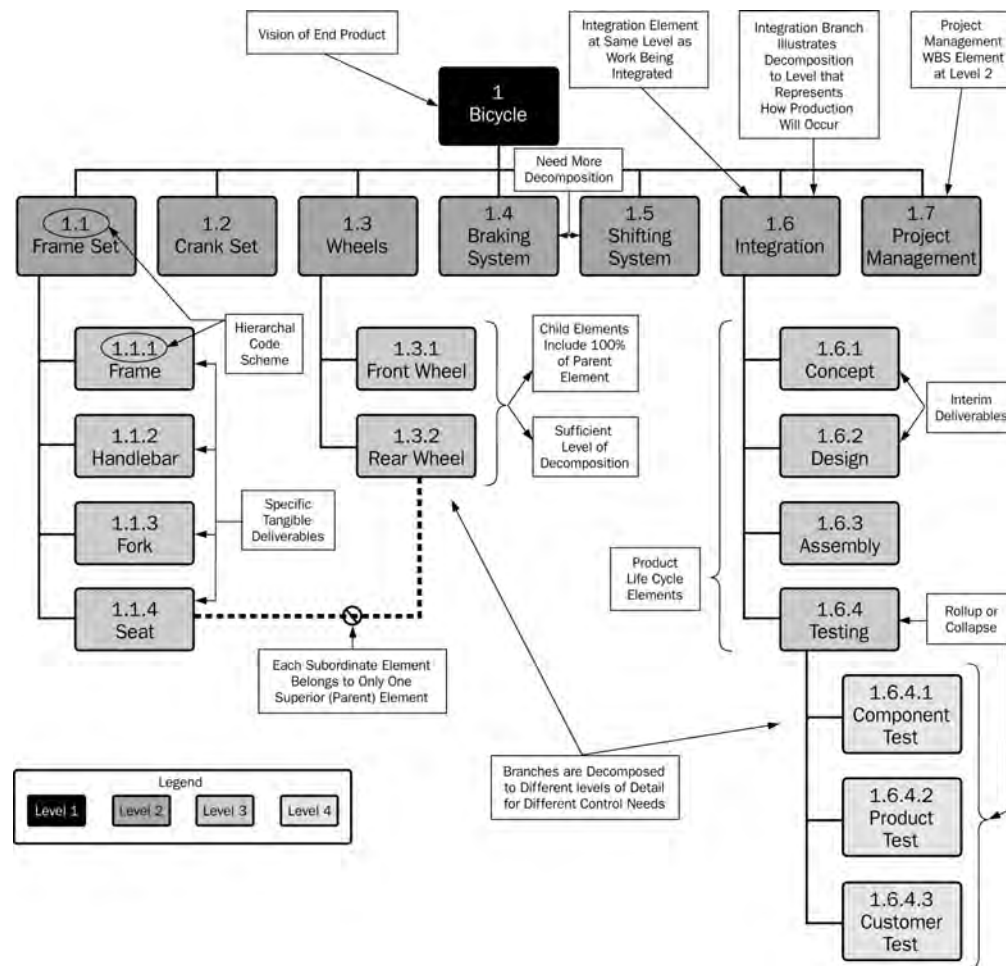 Vision of End Product
Integration Element
at Same Level as
Work Being
Integrated
Integration Branch
Illustrates
Decomposition
to Level that
Represents
How Production
Will Occur
Project
Management
WBS Element
at Level 2
1
Bicycle
Need More
Decomposition
1.1
Frame Set
1.2
Crank Set
1.3
Wheels
1.4
Braking
System
1.5
Shifting
System
1.6
Integration
1.7
Project
Management
1.1.1
Frame
Hierarchal
Code
Scheme
1.3.1
Front Wheel
Child Elements
Include 100%
of Parent
Element
1.6.1
Concept
Interim
Deliverables
1.1.2
Handlebar
1.3.2
Rear Wheel
Sufficient
Level of
Decomposition
1.6.2
Design
Specific
Tangible
Deliverables
1.1.3
Fork
1.6.3
Assembly
Product
Life Cycle
Elements
1.1.4
Seat
1.6.4
Testing
Rollup or
Collapse
Each Subordinate Element
Belongs to Only One
Superior (Parent) Element
1.6.4.1
Component
Test
Branches are Decomposed
to Different levels of Detail
for Different Control Needs
Legend
Level 1
Level 2
Level 3
Level 4
1.6.4.2
Product
Test
1.6.4.3
Customer
Test